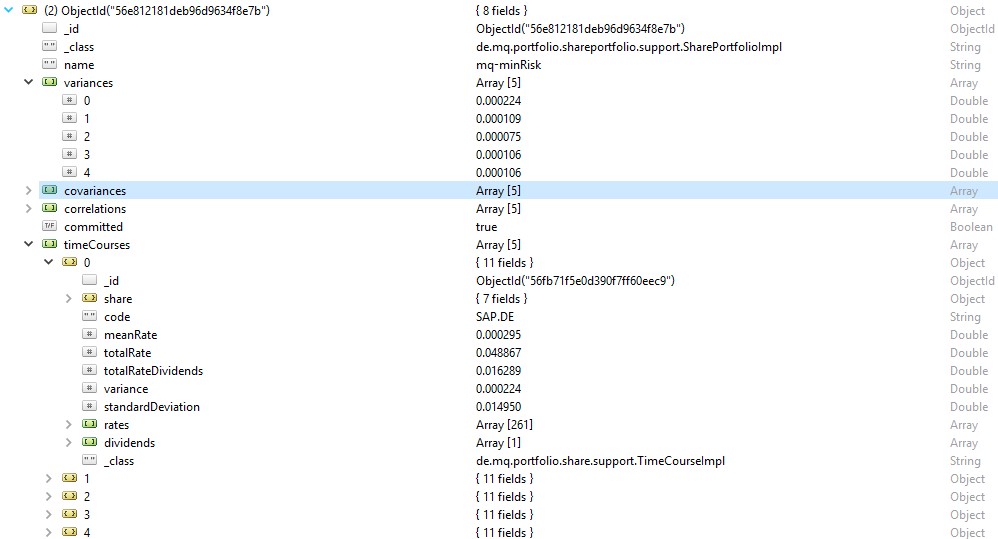 (2) ObjectId("56e812181deb96d9634f8e7b") { 8 fields } Object
_id ObjectId("56e812181deb96d9634f8e7b") ObjectId
_class de.mq.portfolio.shareportfolio.support.SharePortfolioImpl String
name mq-minRisk String
variances Array [5] Array
0 0.000224 Double
1 0.000109 Double
2 0.000075 Double
3 0.000106 Double
4 0.000106 Double
covariances Array [5] Array
correlations Array [5] Array
T/F committed true Boolean
timeCourses Array [5] Array
0 { 11 fields } Object
_id ObjectId("56fb71f5e0d390f7ff60eec9") ObjectId
share { 7 fields } Object
code SAP.DE String
meanRate 0.000295 Double
totalRate 0.048867 Double
totalRateDividends 0.016289 Double
variance 0.000224 Double
standardDeviation 0.014950 Double
rates Array [261] Array
dividends Array [1] Array
_class de.mq.portfolio.share.support.TimeCourseImpl String
1 { 11 fields } Object
2 { 11 fields } Object
3 { 11 fields } Object
4 { 11 fields } Object